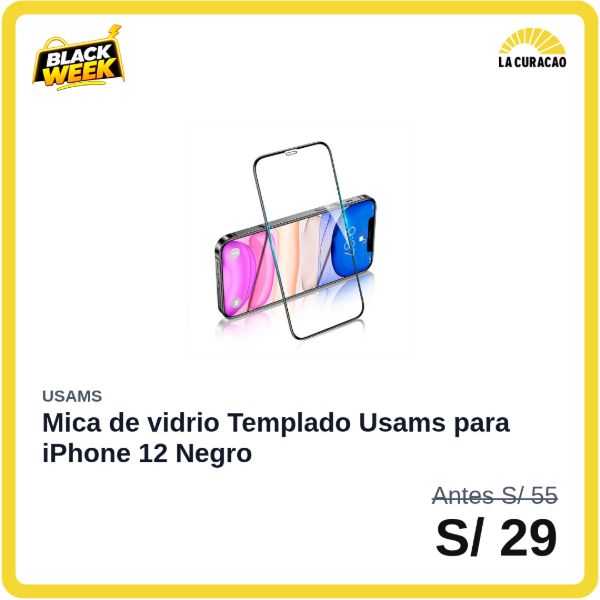 BLACK
WEEK
LA CURACAO
USAMS
Mica de vidrio Templado Usams para
iPhone 12 Negro
Antes S/ 55
S/ 29